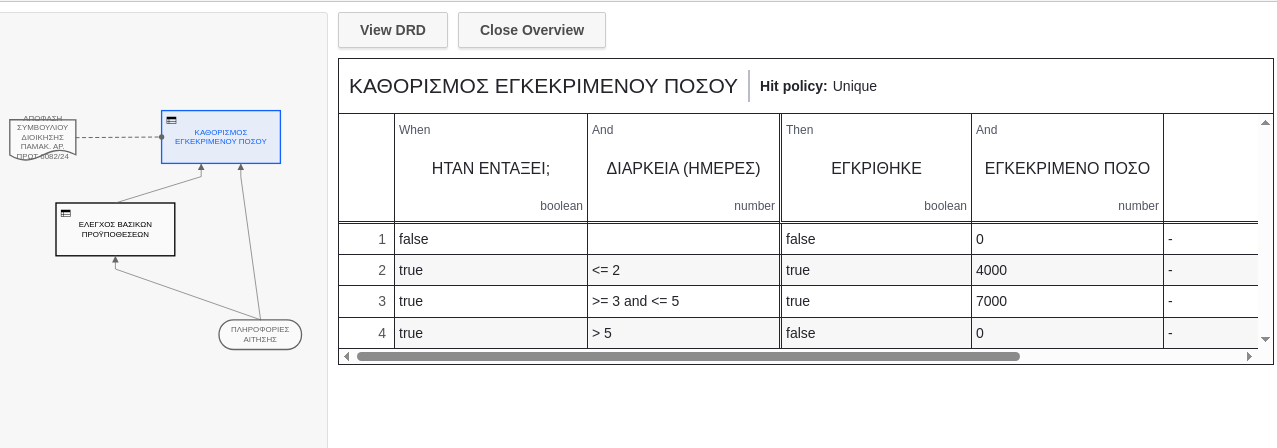 View DRD
Close Overview
ΑΠΟΦΑΣΗ
ΣΥΜΒΟΥΛΙΟΥ
ΔΙΟΙΚΗΣΗΣ
ΠΑΜΑΚ. ΑΡ.
ΠΡΩΤ 6082/24
ΚΑΘΟΡΙΣΜΟΣ
ΕΓΚΕΚΡΙΜΕΝΟΥ ΠΟΣΟΥ
ΕΛΕΓΧΟΣ ΒΑΣΙΚΩΝ
ΠΡΟΫΠΟΘΕΣΕΩΝ
ΠΛΗΡΟΦΟΡΙΕΣ
ΑΙΤΗΣΗΣ
ΚΑΘΟΡΙΣΜΟΣ ΕΓΚΕΚΡΙΜΕΝΟΥ ΠΟΣΟΥ Hit policy: Unique
When And Then And
ΗΤΑΝ ΕΝΤΑΞΕΙ; ΔΙΑΡΚΕΙΑ (ΗΜΕΡΕΣ) ΕΓΚΡΙΘΗΚΕ ΕΓΚΕΚΡΙΜΕΝΟ ΠΟΣΟ
boolean number boolean number
1 false false 0 -
2 true <= 2 true 4000 -
3 true >= 3 and <= 5 true 7000 -
4 true > 5 false 0 -